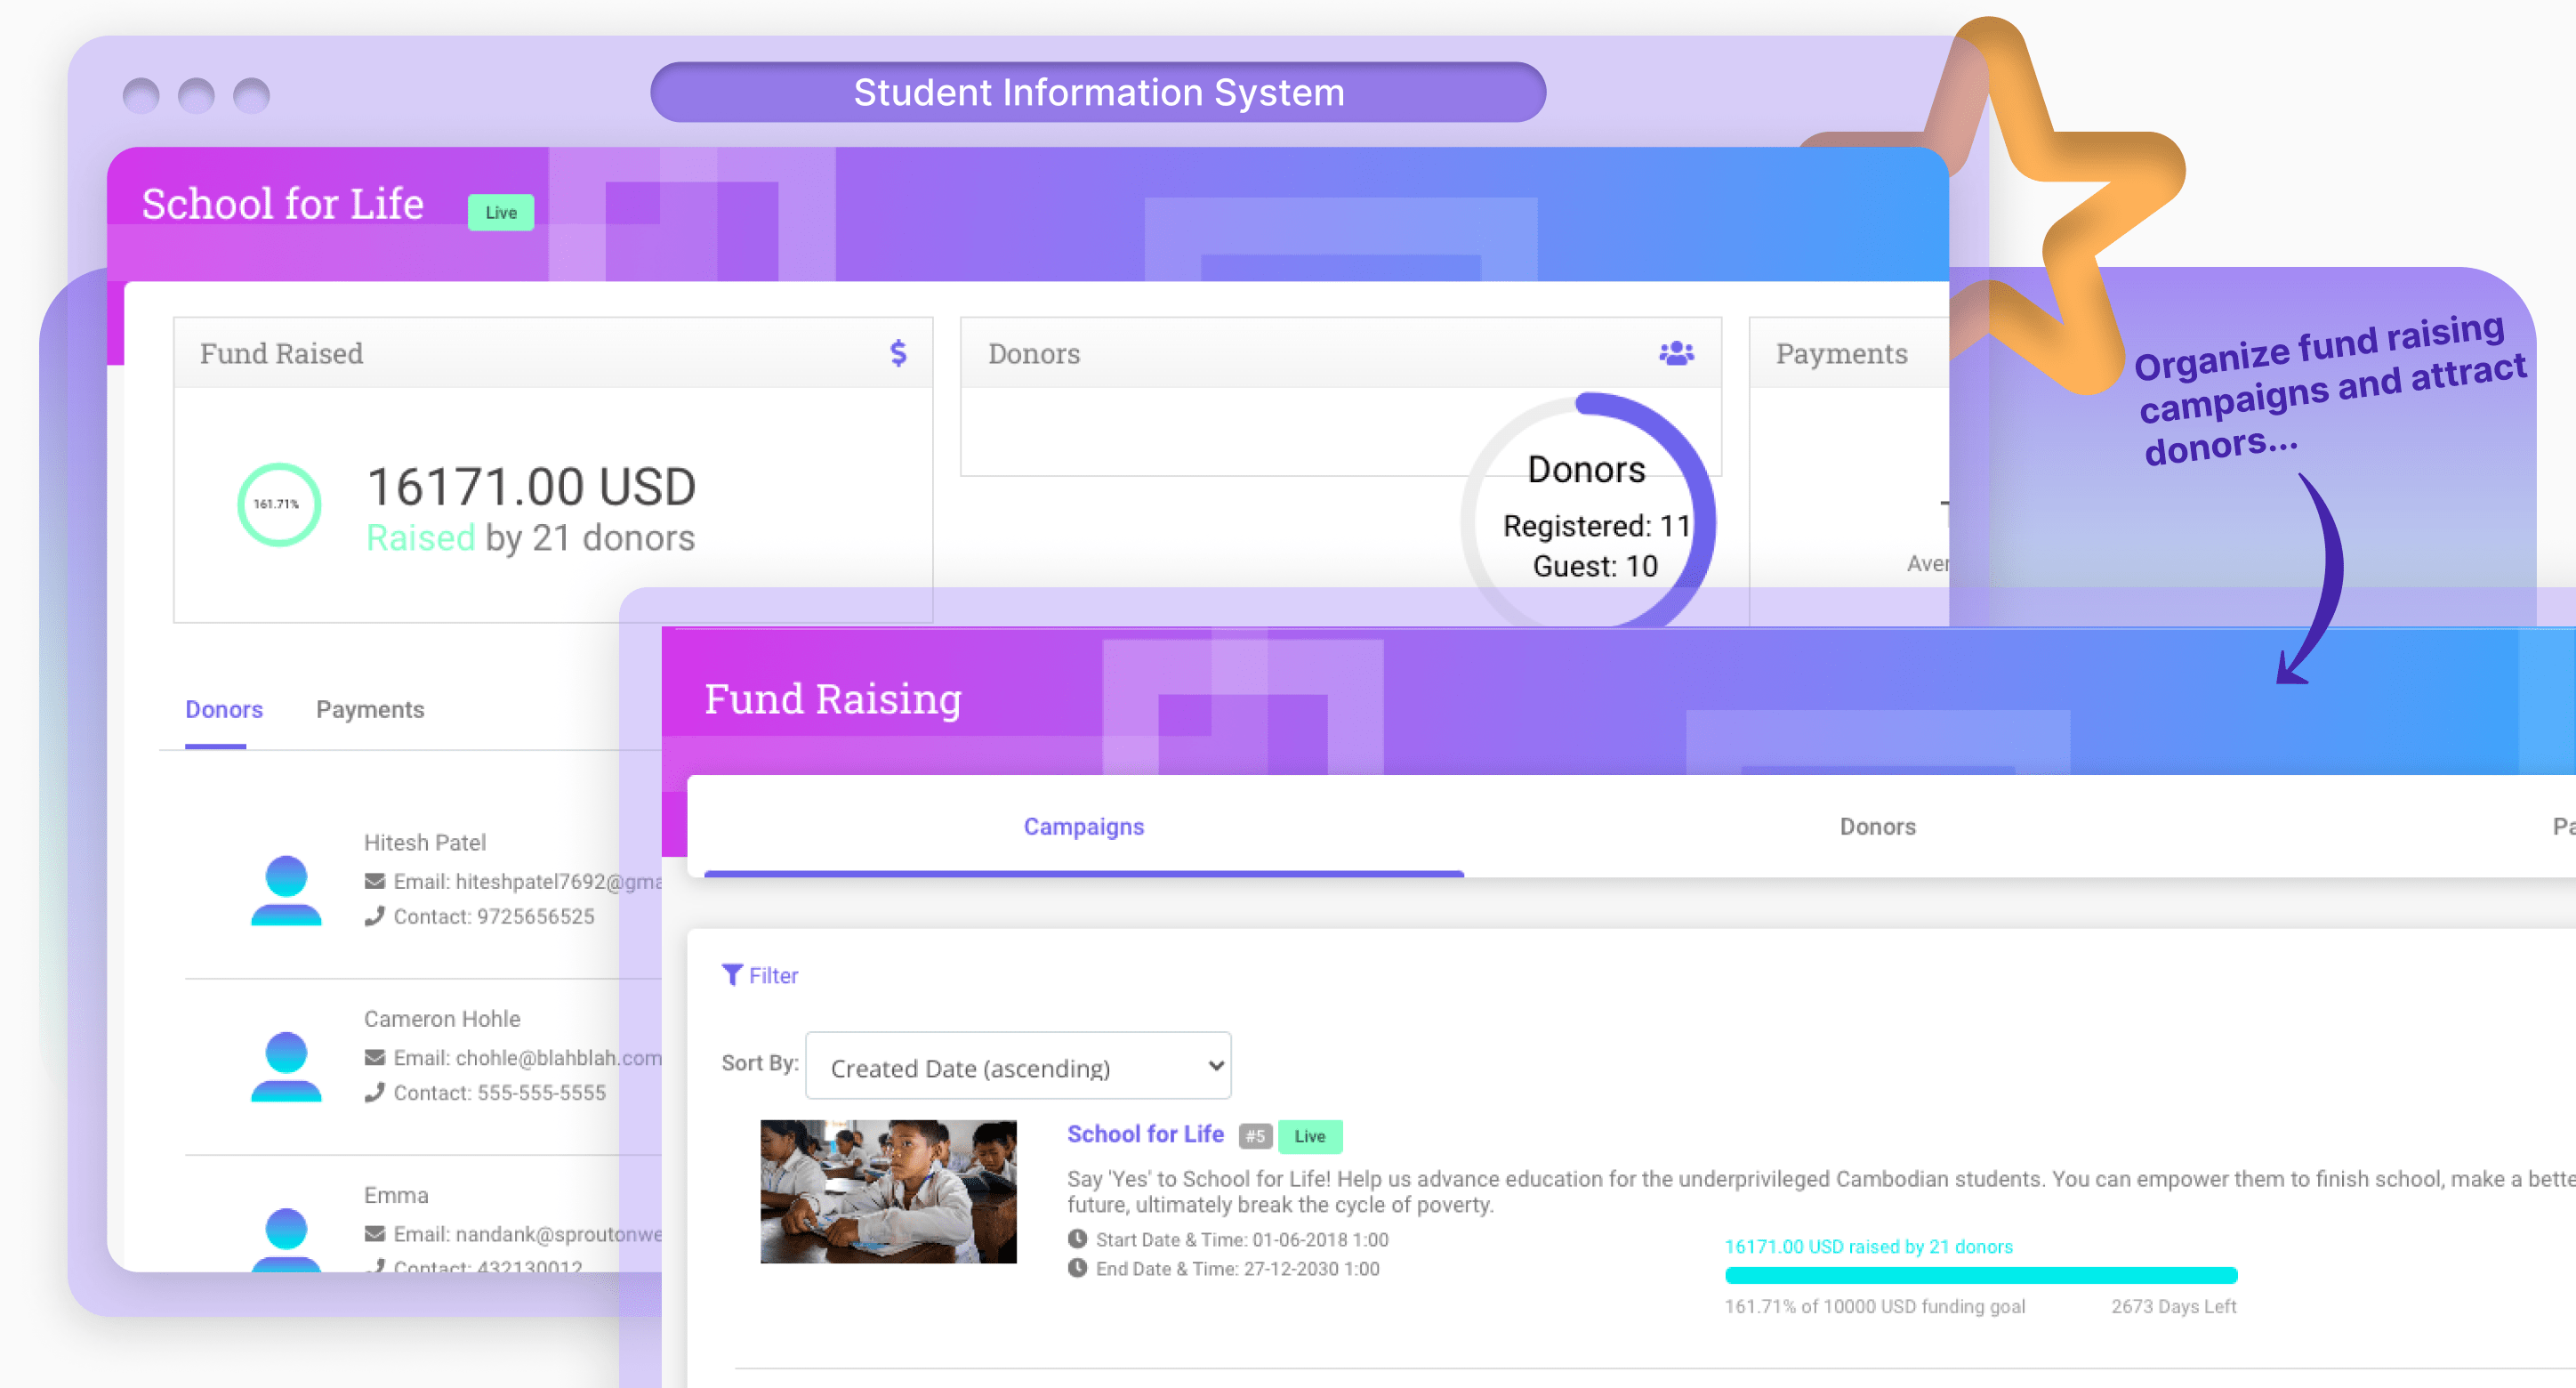 Student Information System
School for Life
Live
Fund Raised
Donors
Payments
161.71%
16171.00 USD
Raised by 21 donors
Donors
Registered: 11
Guest: 10
Organize fund raising
campaigns and attract
donors...
Donors
Payments
Hitesh Patel
Email: hiteshpatel7692@gma
Contact: 9725656525
Cameron Hohle
Email: chohle@blahblah.com
Contact: 555-555-5555
Emma
Email: nandank@sproutonwe
Contact: 432130012
Fund Raising
Campaigns
Donors
Filter
Sort By:
Created Date (ascending)
School for Life #5 Live
Say 'Yes' to School for Life! Help us advance education for the underprivileged Cambodian students. You can empower them to finish school, make a bette
future, ultimately break the cycle of poverty.
Start Date & Time: 01-06-2018 1:00
End Date & Time: 27-12-2030 1:00
16171.00 USD raised by 21 donors
161.71% of 10000 USD funding goal
2673 Days Left